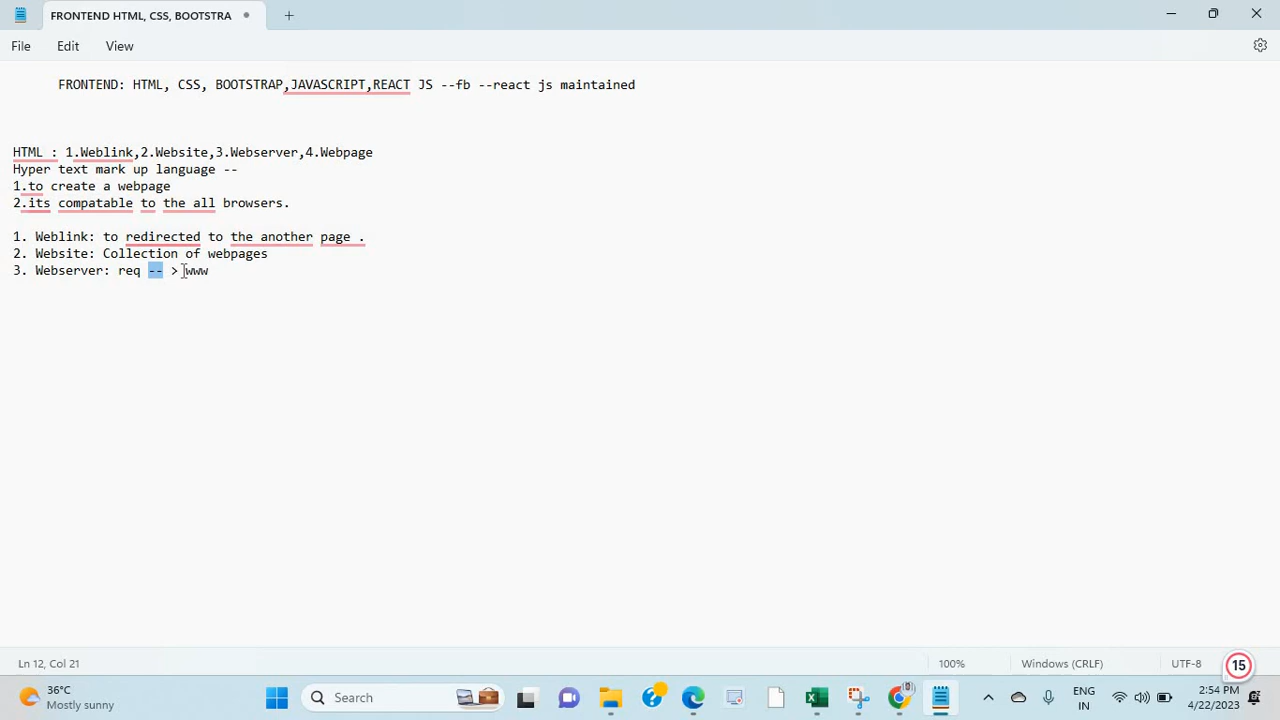 FRONTEND HTML, CSS, BOOTSTRA
File Edit View
FRONTEND: HTML, CSS, BOOTSTRAP,JAVASCRIPT,REACT JS --fb --react js maintained
HTML : 1.Weblink,2.Website,3.Webserver,4.Webpage
Hyper text mark up language --
1.to create a webpage
2.its compatable to the all browsers.
1. Weblink: to redirected to the another page .
2. Website: Collection of webpages
3. Webserver: req -- > www
Ln 12, Col 21 100% Windows (CRLF) UTF-8 15
36°C Mostly sunny Search ENG IN 2:54 PM 4/22/2023